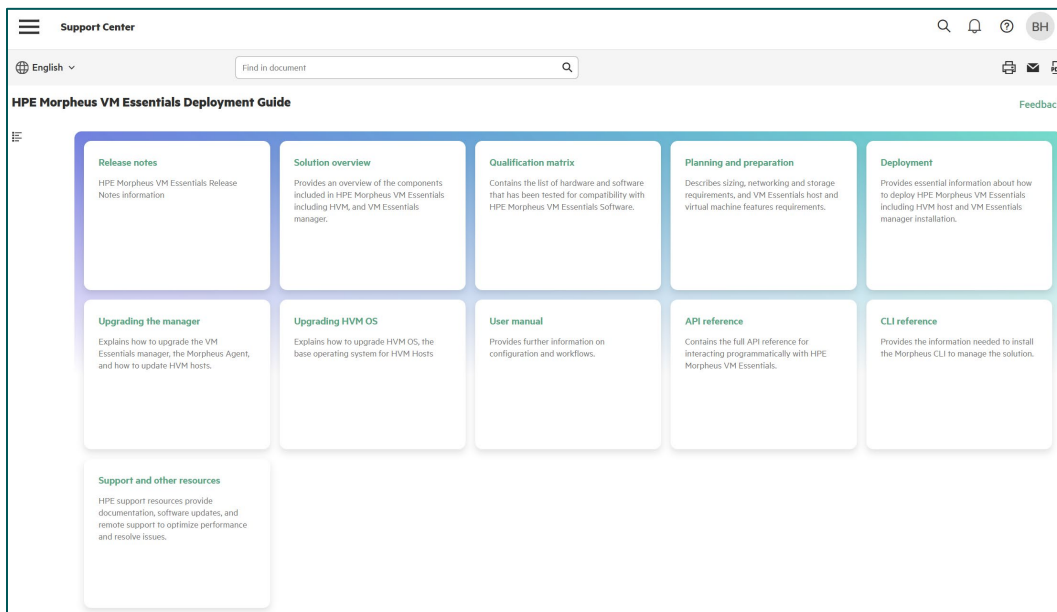 Support Center
BH
English
Find in document
HPE Morpheus VM Essentials Deployment Guide
Release notes
HPE Morpheus VM Essentials Release
Notes information
Solution overview
Provides an overview of the components
included in HPE Morpheus VM Essentials
including HVM, and VM Essentials
manager.
Qualification matrix
Contains the list of hardware and software
that has been tested for compatibility with
HPE Morpheus VM Essentials Software.
Planning and preparation
Describes sizing, networking and storage
requirements, and VM Essentials host and
virtual machine features requirements.
Deployment
Provides essential information about how
to deploy HPE Morpheus VM Essentials
including HVM host and VM Essentials
manager installation.
Upgrading the manager
Explains how to upgrade the VM
Essentials manager, the Morpheus Agent,
and how to update HVM hosts.
Upgrading HVM OS
Explains how to upgrade HVM OS, the
base operating system for HVM Hosts
User manual
Provides further information on
configuration and workflows.
API reference
Contains the full API reference for
interacting programmatically with HPE
Morpheus VM Essentials.
CLI reference
Provides the information needed to install
the Morpheus CLI to manage the solution.
Support and other resources
HPE support resources provide
documentation, software updates, and
remote support to optimize performance
and resolve issues.